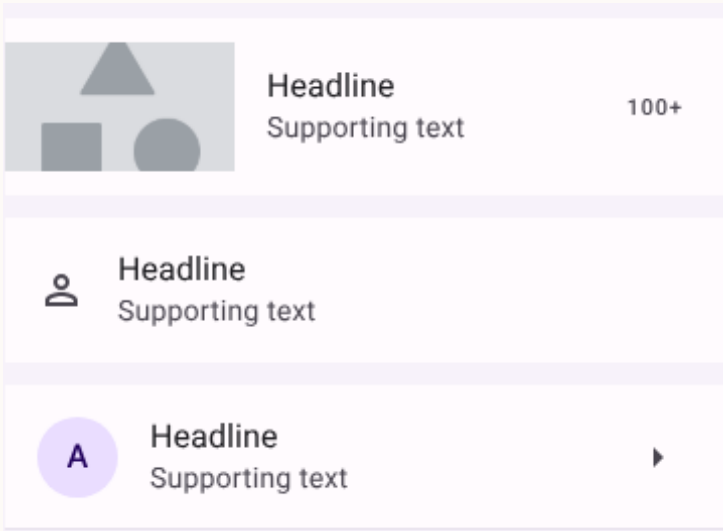 Headline
Supporting text
100+
Headline
Supporting text
A
Headline
Supporting text